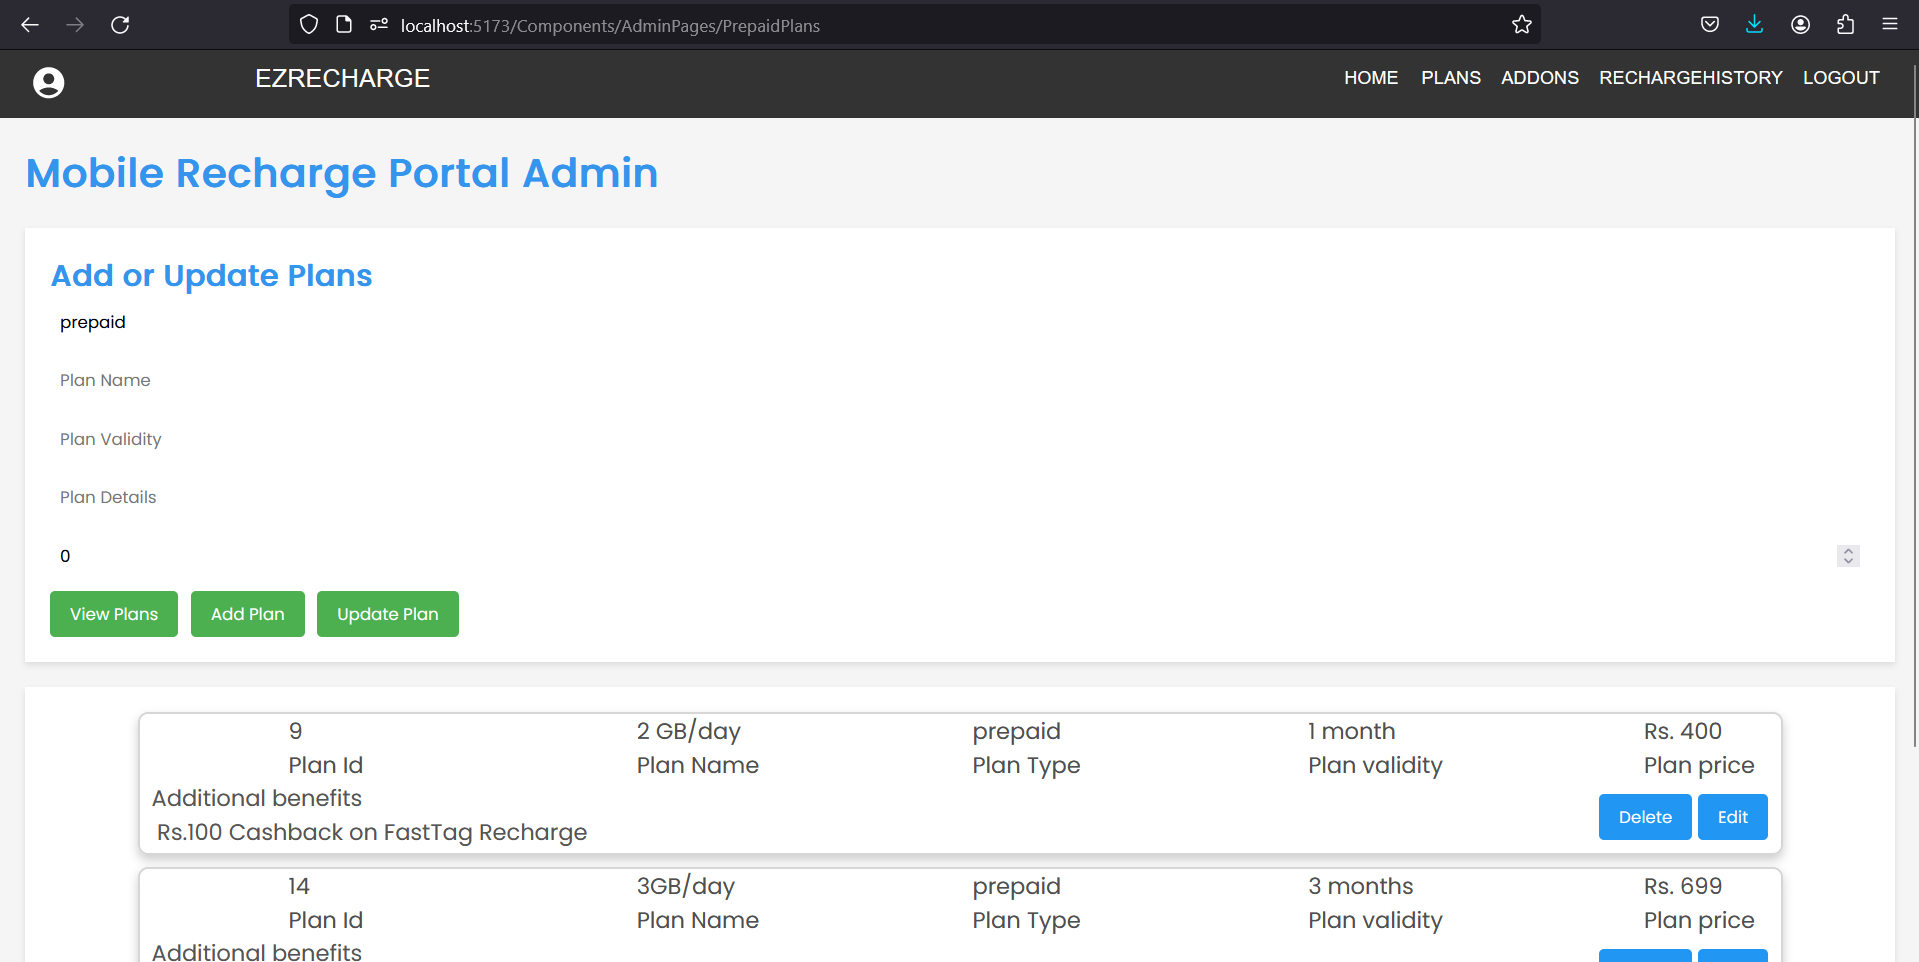 localhost:5173/Components/AdminPages/PrepaidPlans
EZRECHARGE HOME PLANS ADDONS RECHARGEHISTORY LOGOUT
Mobile Recharge Portal Admin
Add or Update Plans
prepaid
Plan Name
Plan Validity
Plan Details
0
View Plans Add Plan Update Plan
9 2 GB/day prepaid 1 month Rs. 400
Plan Id Plan Name Plan Type Plan validity Plan price
Additional benefits
Rs.100 Cashback on FastTag Recharge
Delete Edit
14 3GB/day prepaid 3 months Rs. 699
Plan Id Plan Name Plan Type Plan validity Plan price
Additional benefits